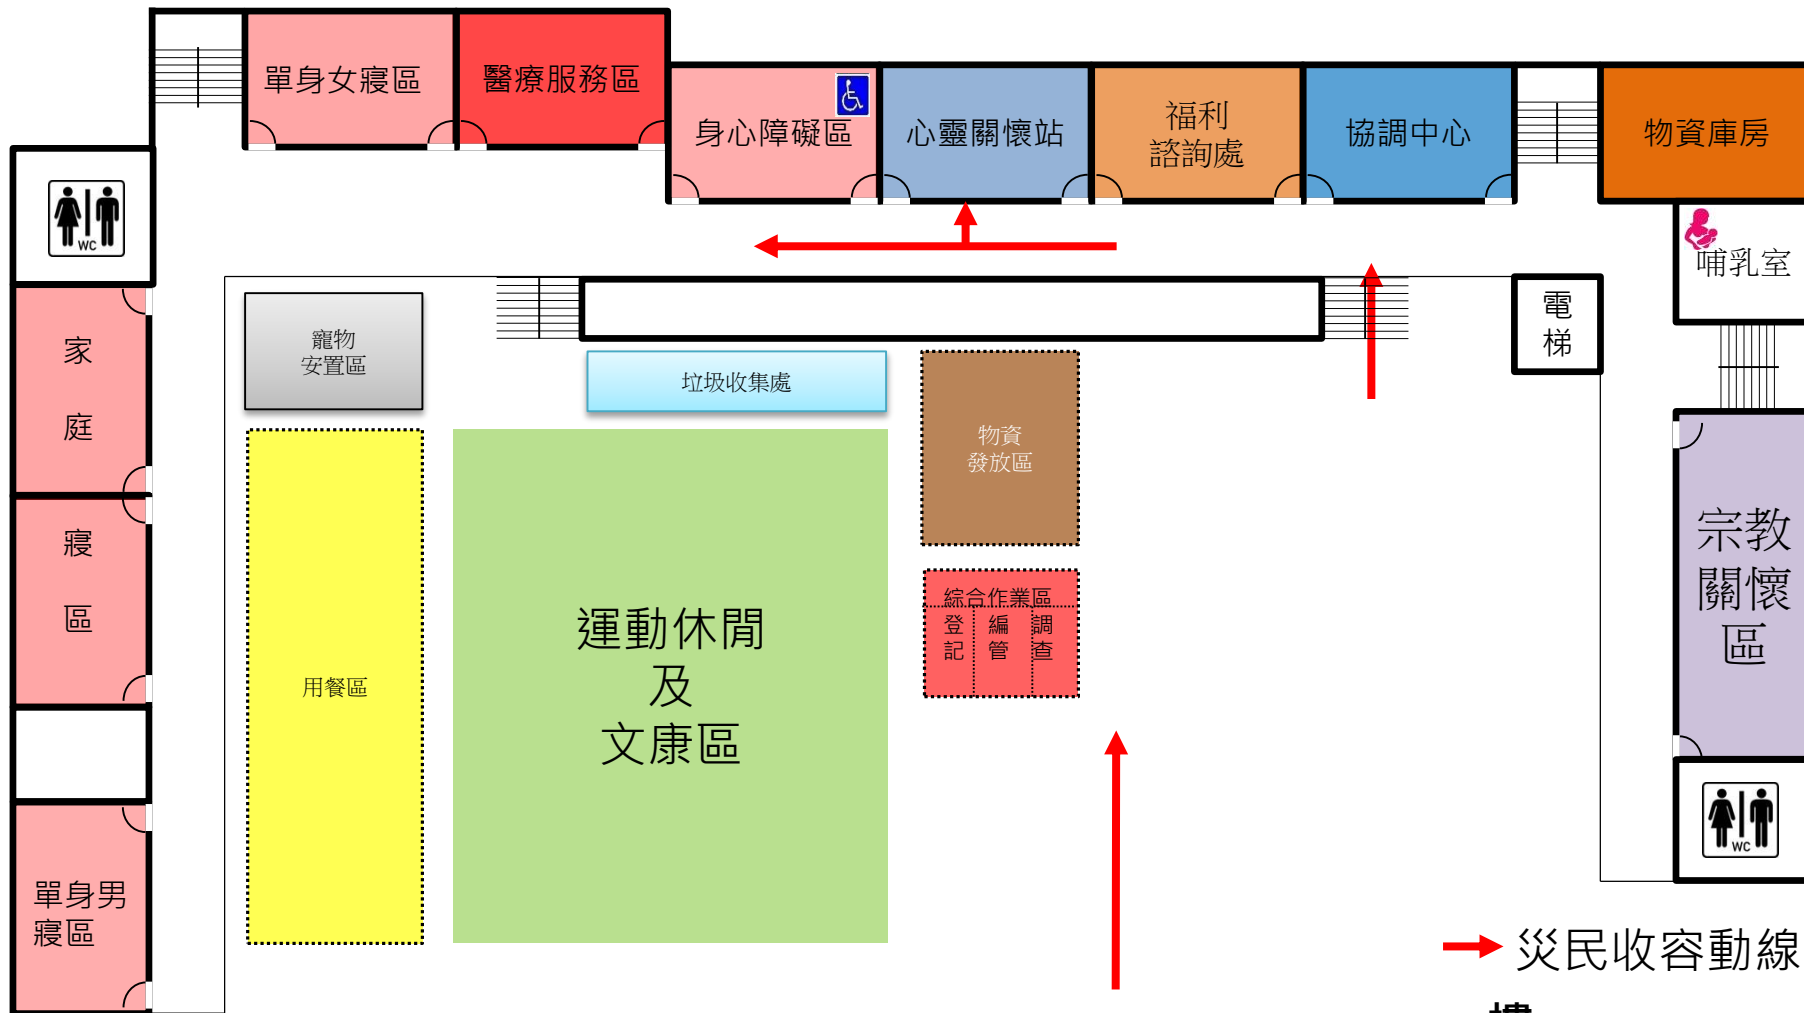 單身女寢區
醫療服務區
身心障礙區
心靈關懷站
福利
諮詢處
協調中心
物資庫房
WC
哺乳室
電
梯
家
庭
寢
區
寵物
安置區
垃圾收集處
物資
發放區
綜合作業區
登
記
編
管
調
查
運動休閒
及
文康區
用餐區
宗教
關懷
區
WC
單身男
寢區
災民收容動線
樓